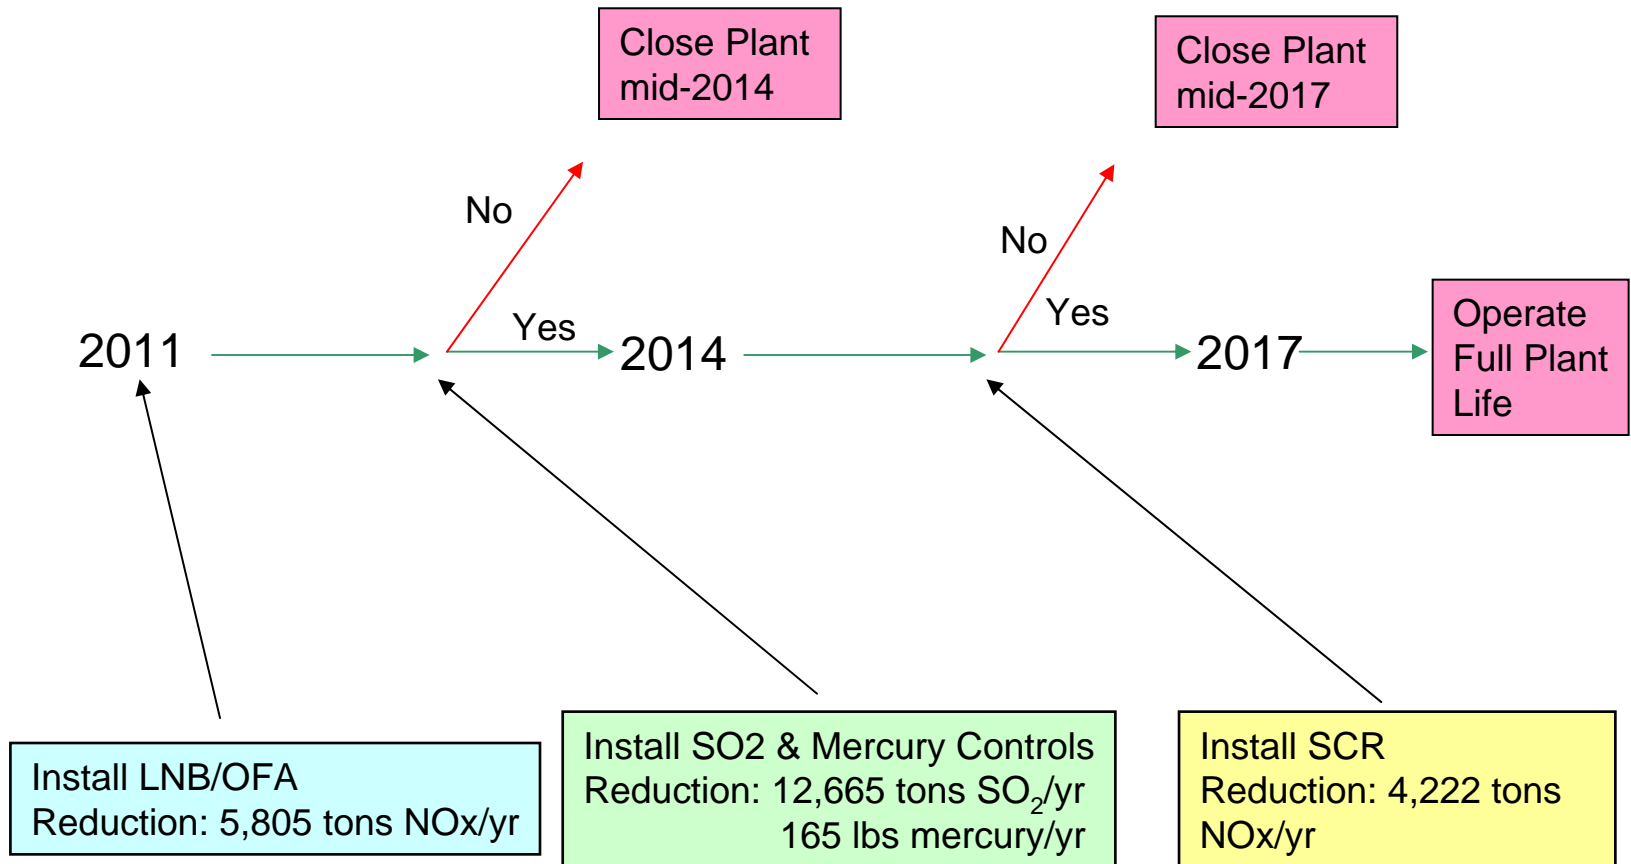 Close Plant
mid-2014
Close Plant
mid-2017
No
No
Yes
Yes
2011
2014
2017
Operate
Full Plant
Life
Install LNB/OFA
Reduction: 5,805 tons NOx/yr
Install SO2 & Mercury Controls
Reduction: 12,665 tons SO₂/yr
165 lbs mercury/yr
Install SCR
Reduction: 4,222 tons
NOx/yr